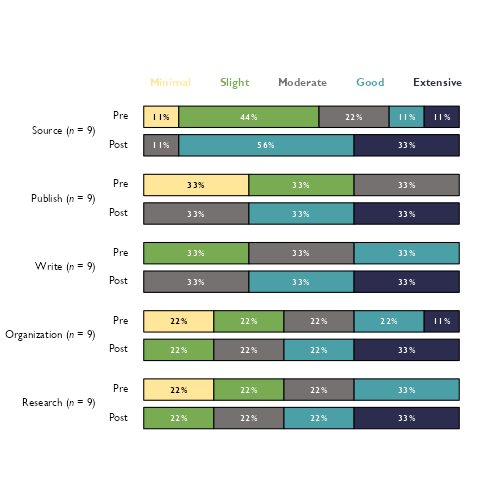 Minimal Slight Moderate Good Extensive
Pre 11% 44% 22% 11% 11%
Source (n = 9)
Post 11% 56% 33%
Pre 33% 33% 33%
Publish (n = 9)
Post 33% 33% 33%
Pre 33% 33% 33%
Write (n = 9)
Post 33% 33% 33%
Pre 22% 22% 22% 22% 11%
Organization (n = 9)
Post 22% 22% 22% 33%
Pre 22% 22% 22% 33%
Research (n = 9)
Post 22% 22% 22% 33%